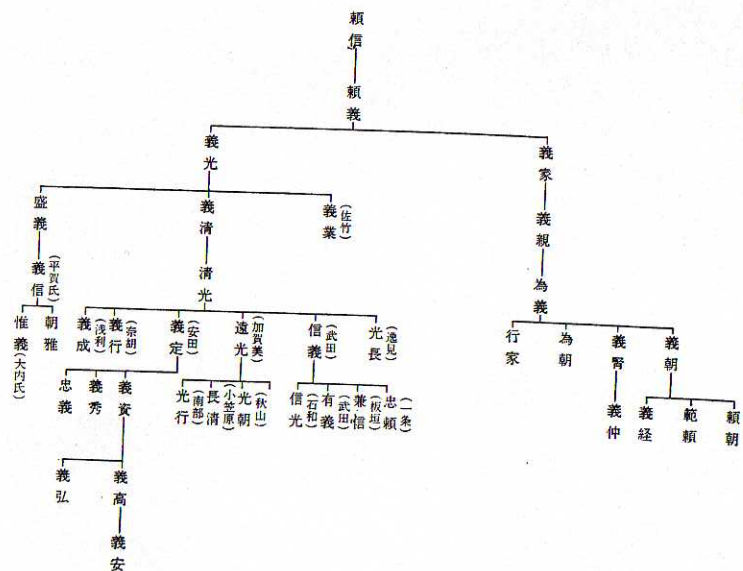 頼信
頼義
義家
義親
為義
義朝
頼朝
範頼
義経
義賢
義仲
為朝
行家
義光
義業(佐竹)
義清
清光
光長(逸見)
信義(武田)
忠頼(一条)
兼信(板垣)
有義(武田)
信光(石和)
遠光(加賀美)
光朝(秋山)
長清(小笠原)
光行(南部)
義定(安田)
義資
義高
義安
義弘
義秀
忠義
義行(奈胡)
義成(浅利)
盛義
義信(平賀氏)
朝雅
惟義(大内氏)